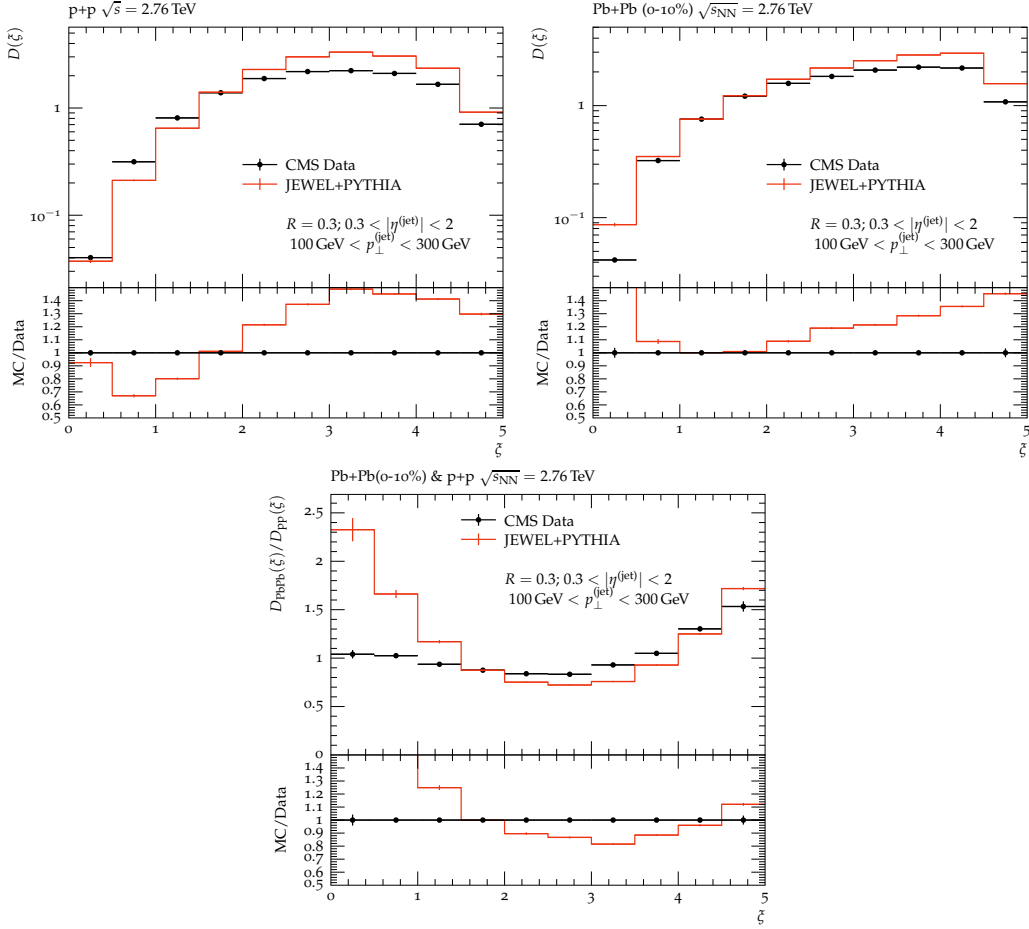 p+p √s = 2.76 TeV
D(ξ)
1
10⁻¹
CMS Data
JEWEL+PYTHIA
R = 0.3; 0.3 < |η^(jet)| < 2
100 GeV < p_⊥^(jet) < 300 GeV
MC/Data
1.4
1.3
1.2
1.1
1
0.9
0.8
0.7
0.6
0.5
0 1 2 3 4 5
ξ
Pb+Pb (0-10%) √s_NN = 2.76 TeV
D(ξ)
1
10⁻¹
CMS Data
JEWEL+PYTHIA
R = 0.3; 0.3 < |η^(jet)| < 2
100 GeV < p_⊥^(jet) < 300 GeV
MC/Data
1.4
1.3
1.2
1.1
1
0.9
0.8
0.7
0.6
0.5
0 1 2 3 4 5
ξ
Pb+Pb(0-10%) & p+p √s_NN = 2.76 TeV
D_PbPb(ξ)/D_pp(ξ)
2.5
2
1.5
1
0.5
0
CMS Data
JEWEL+PYTHIA
R = 0.3; 0.3 < |η^(jet)| < 2
100 GeV < p_⊥^(jet) < 300 GeV
MC/Data
1.4
1.3
1.2
1.1
1
0.9
0.8
0.7
0.6
0.5
0 1 2 3 4 5
ξ